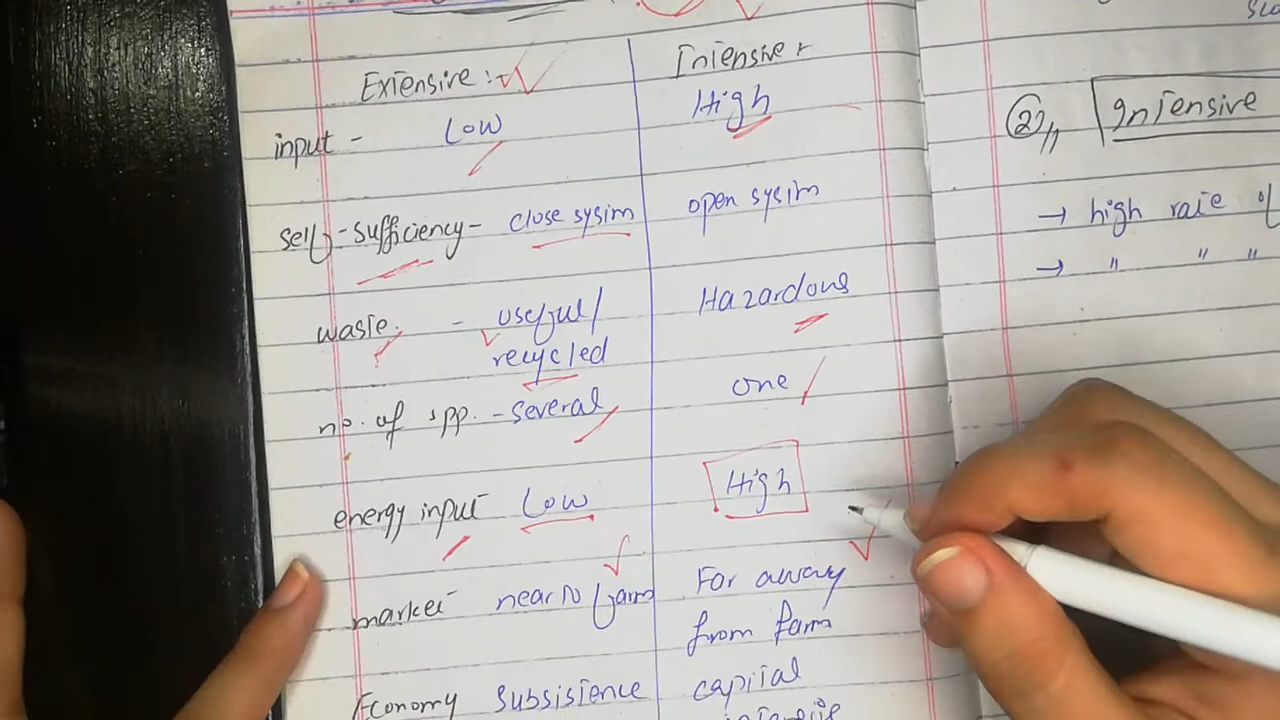 Extensive :-
Intensive :-
input - Low High
self-sufficiency - close sysim open sysim
waste. - useful/ Hazardous
recycled
no. of spp. - several one
energy input Low High
market - near to farm Far away
from farm
Economy Subsistence capital
intensive
(2),, Intensive
→ high rate of
→ " " "